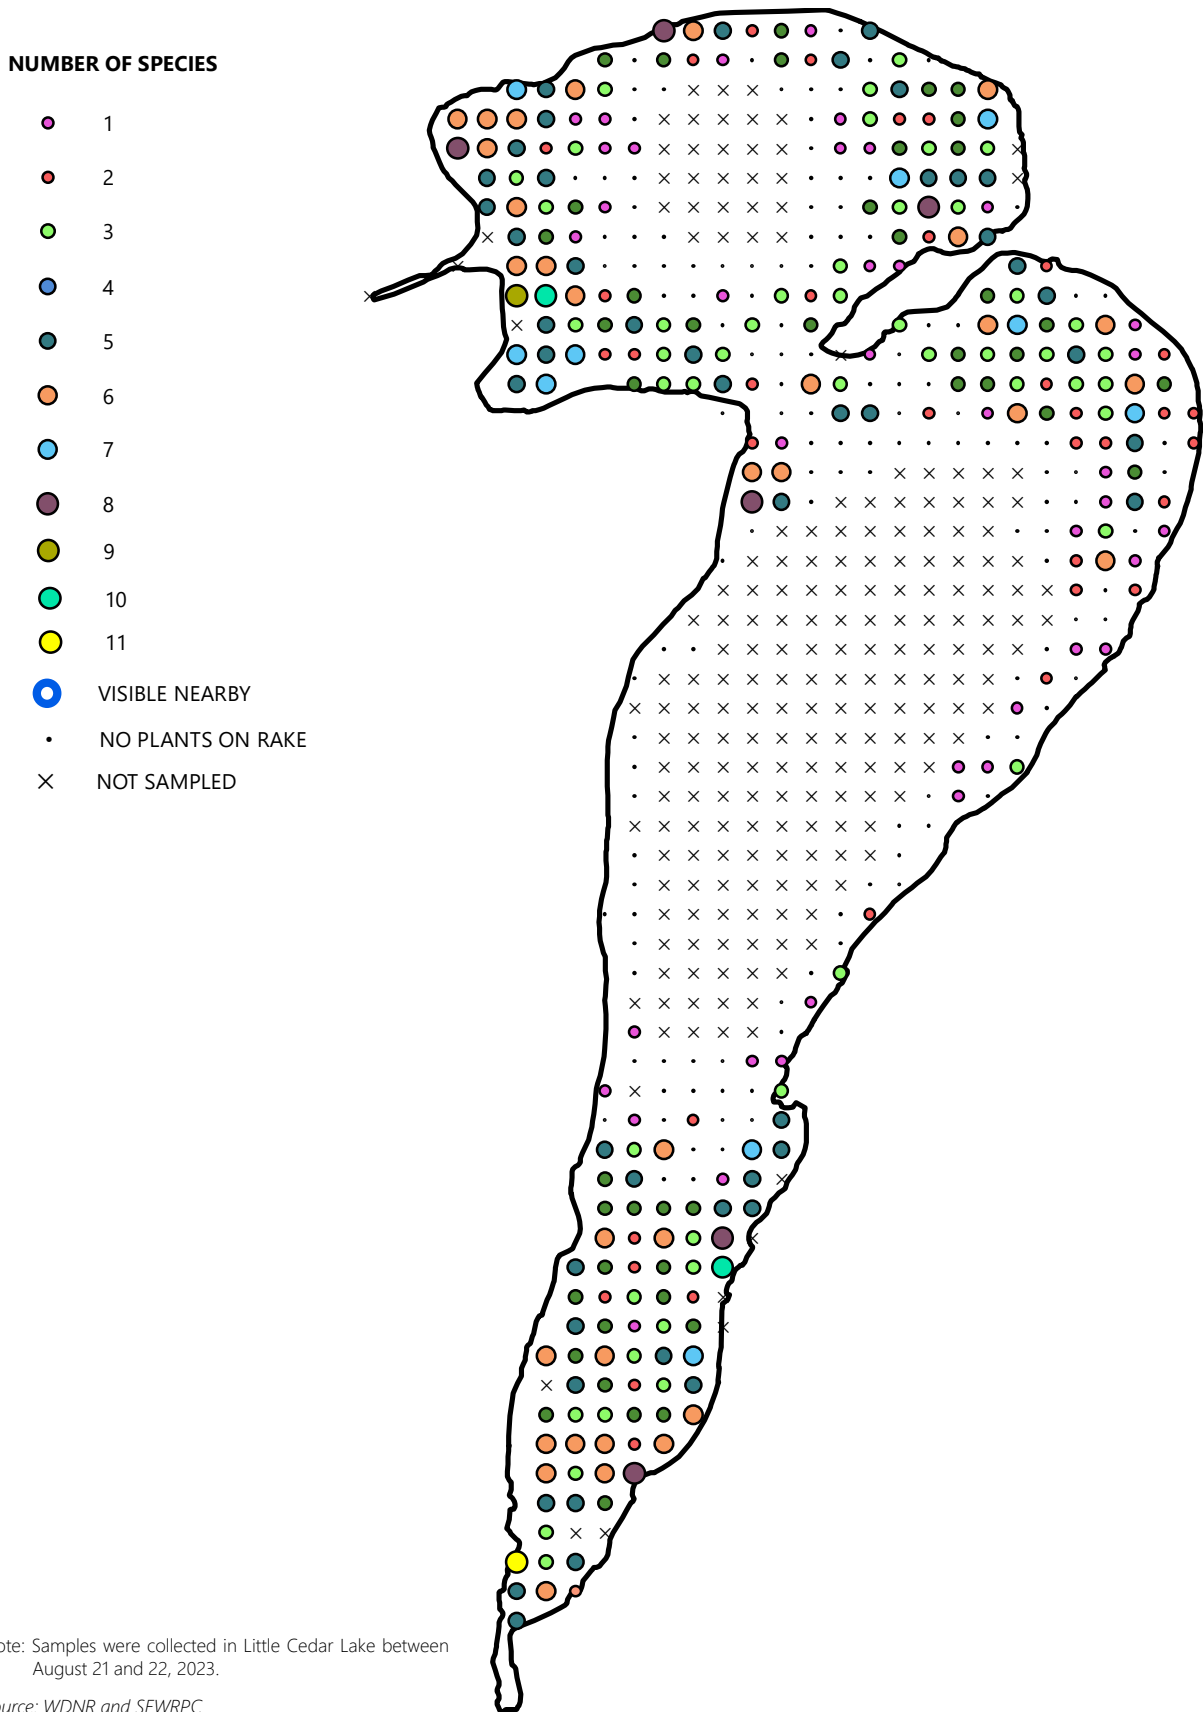 NUMBER OF SPECIES
1
2
3
4
5
6
7
8
9
10
11
VISIBLE NEARBY
NO PLANTS ON RAKE
NOT SAMPLED
ote: Samples were collected in Little Cedar Lake between
August 21 and 22, 2023.
ource: WDNR and SEWRPC